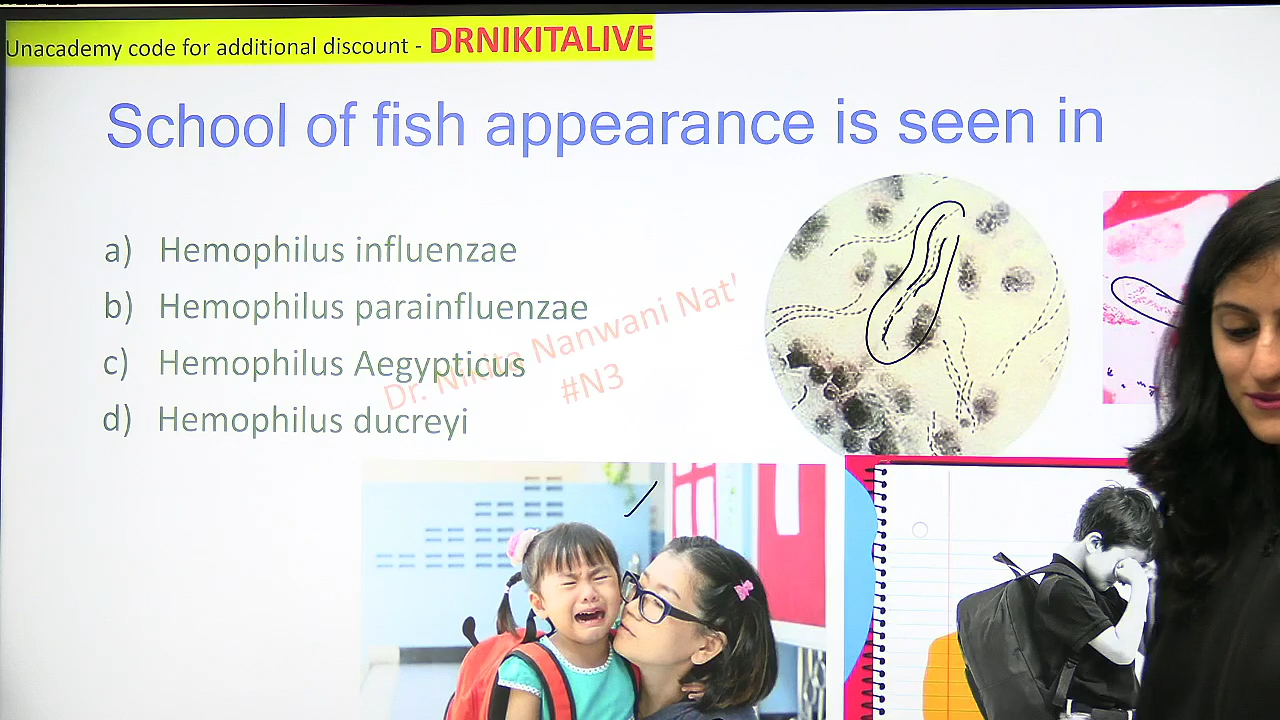 Unacademy code for additional discount - DRNIKITALIVE
School of fish appearance is seen in
a) Hemophilus influenzae
b) Hemophilus parainfluenzae
c) Hemophilus Aegypticus
d) Hemophilus ducreyi
Dr. Nikita Nanwani Nat'
#N3